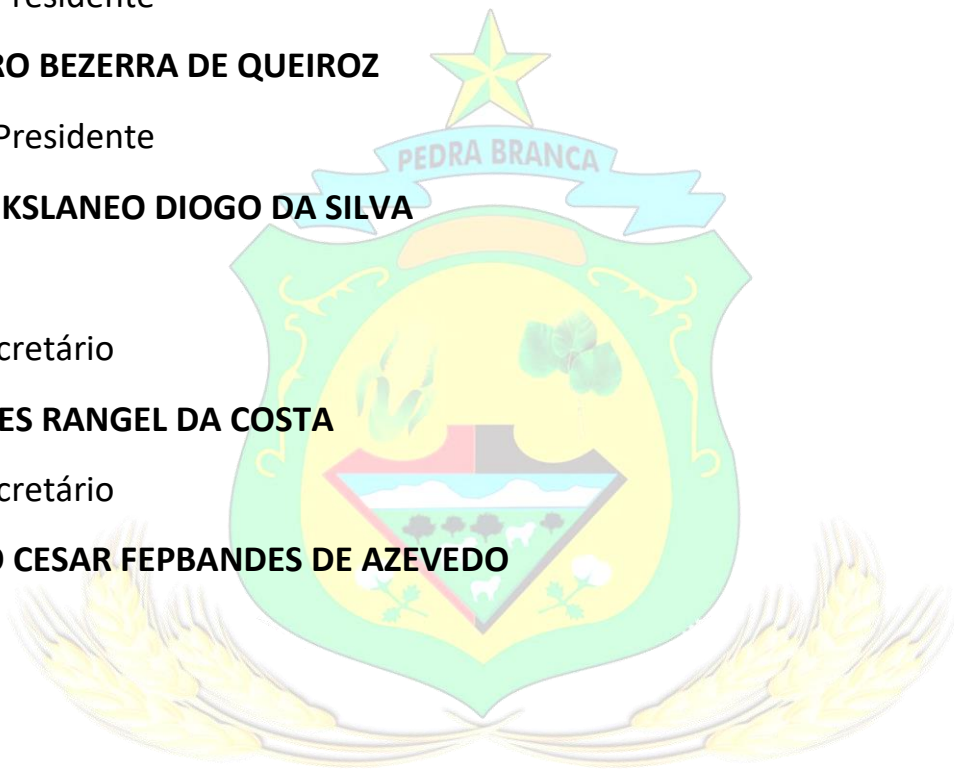 Presidente
RO BEZERRA DE QUEIROZ
Presidente
KSLANEO DIOGO DA SILVA
cretário
ES RANGEL DA COSTA
cretário
O CESAR FEPBANDES DE AZEVEDO
PEDRA BRANCA